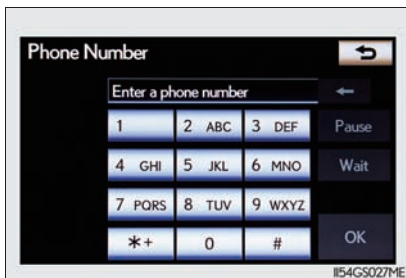 Phone Number
Enter a phone number
1 2 ABC 3 DEF Pause
4 GHI 5 JKL 6 MNO Wait
7 PQRS 8 TUV 9 WXYZ
*+ 0 # OK
II54GS027ME